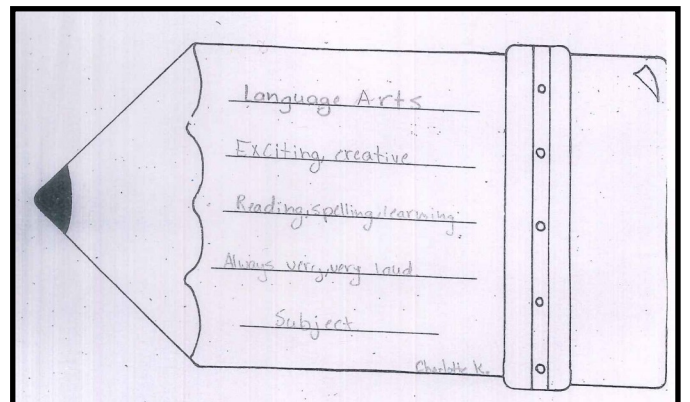 Language Arts
Exciting, creative
Reading, spelling, learning
Always very, very loud
Subject
Charlotte K.